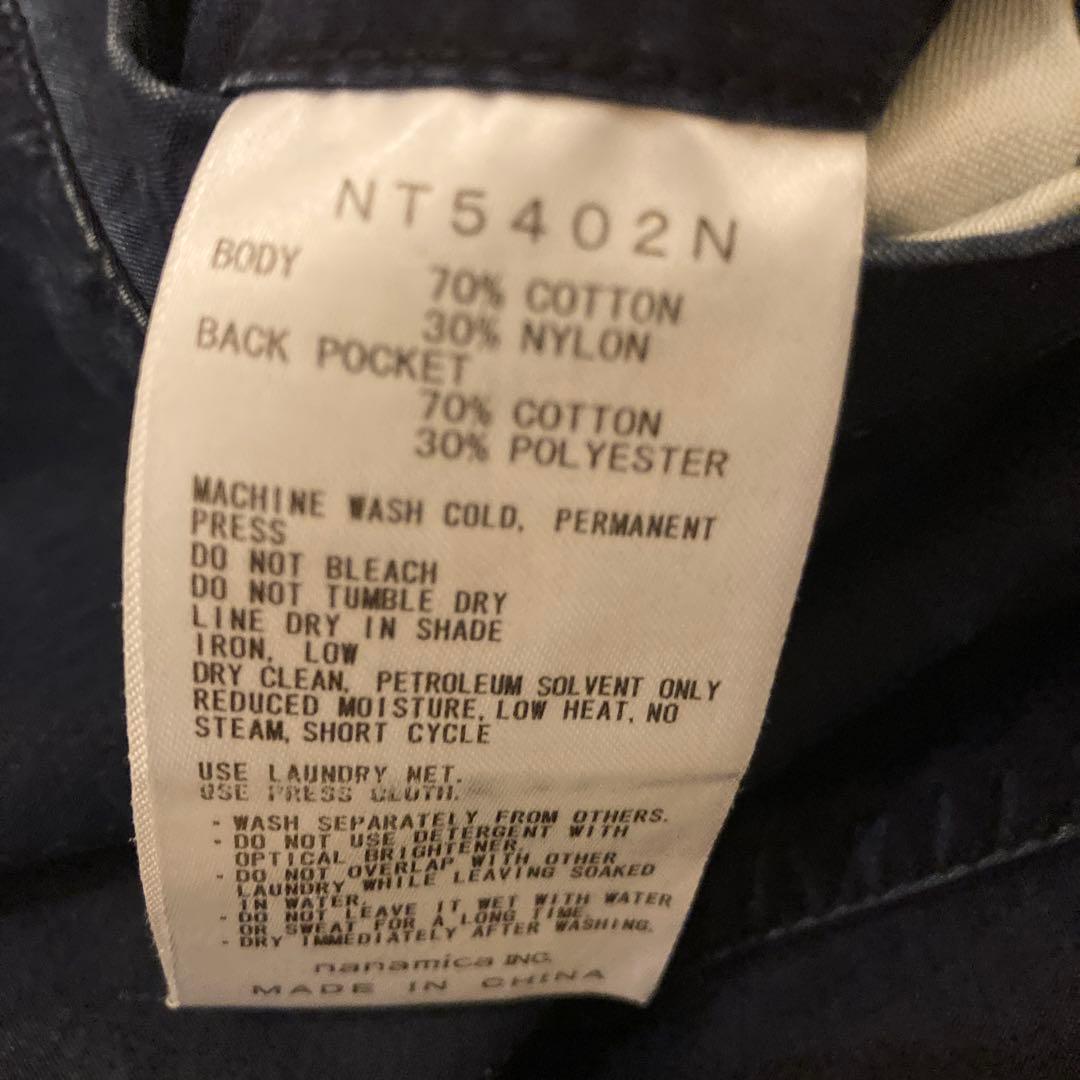 NT5402N
BODY
70% COTTON
30% NYLON
BACK POCKET
70% COTTON
30% POLYESTER
MACHINE WASH COLD, PERMANENT
PRESS
DO NOT BLEACH
DO NOT TUMBLE DRY
LINE DRY IN SHADE
IRON, LOW
DRY CLEAN, PETROLEUM SOLVENT ONLY
REDUCED MOISTURE, LOW HEAT, NO
STEAM, SHORT CYCLE
USE LAUNDRY NET.
USE PRESS CLOTH.
- WASH SEPARATELY FROM OTHERS.
- DO NOT USE DETERGENT WITH
OPTICAL BRIGHTENER.
- DO NOT OVERLAP WITH OTHER
LAUNDRY WHILE LEAVING SOAKED
IN WATER.
- DO NOT LEAVE IT WET WITH WATER
OR SWEAT FOR A LONG TIME.
- DRY IMMEDIATELY AFTER WASHING.
nanamica INC.
MADE IN CHINA